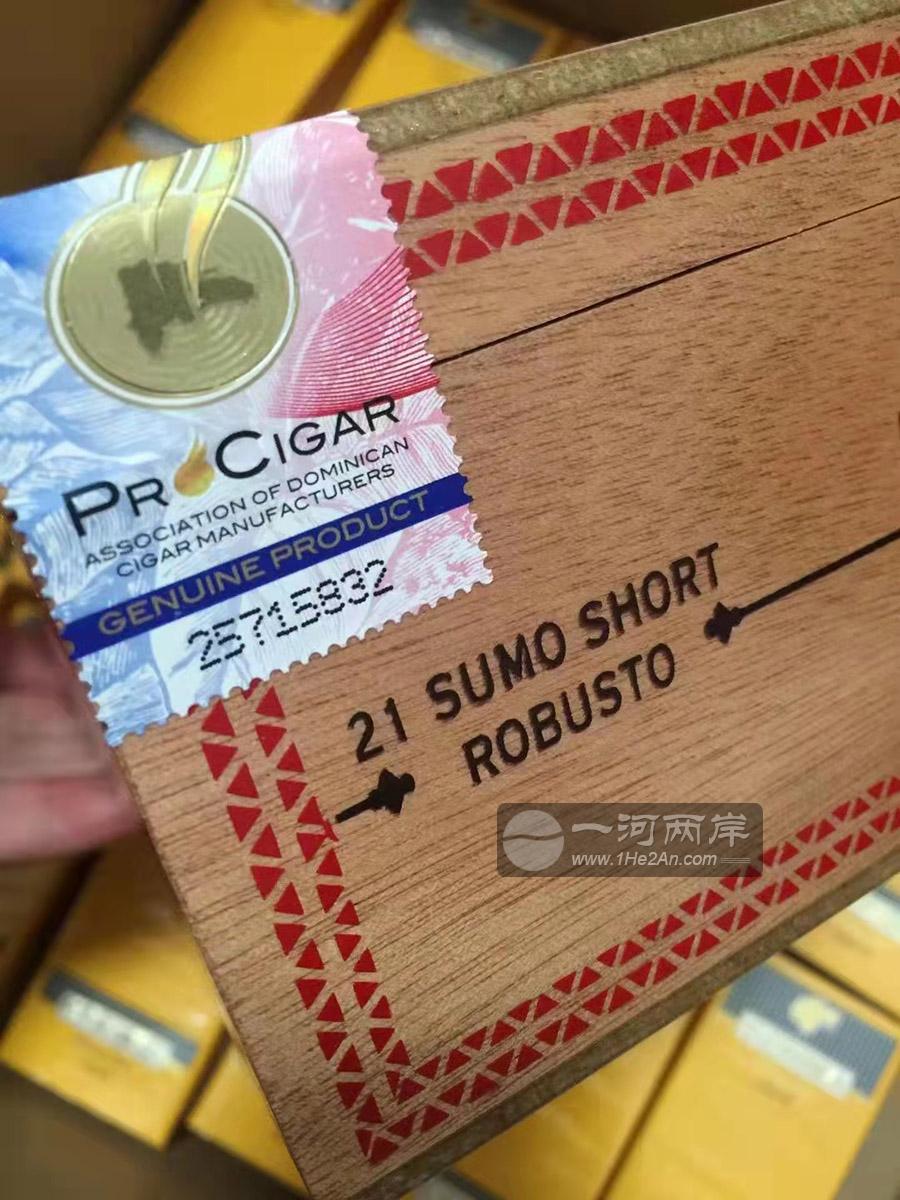 PROCIGAR
ASSOCIATION OF DOMINICAN
CIGAR MANUFACTURERS
GENUINE PRODUCT
25715832
21 SUMO SHORT
ROBUSTO
一河两岸
www.1He2An.com